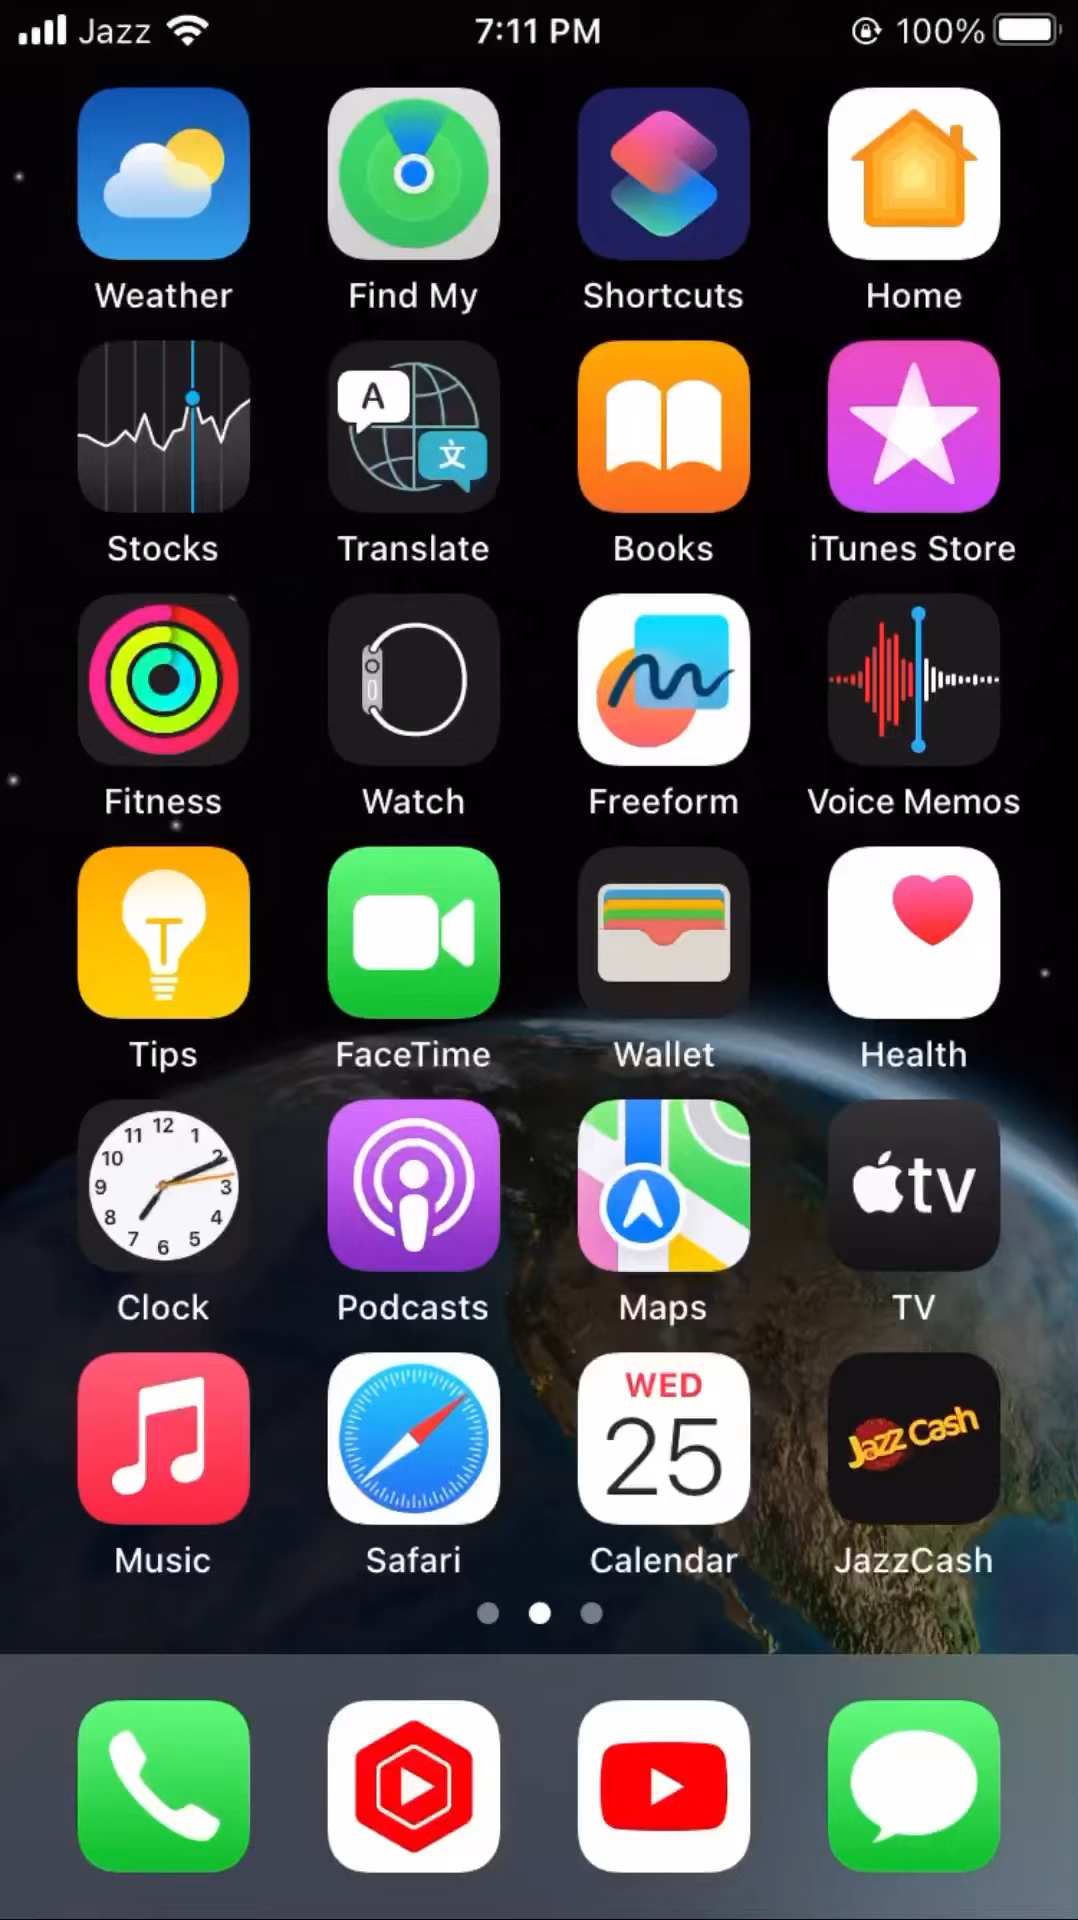 Jazz 7:11 PM 100%
Weather Find My Shortcuts Home
A 文
Stocks Translate Books iTunes Store
Fitness Watch Freeform Voice Memos
Tips FaceTime Wallet Health
12
11 1
10 2
9 3
8 4
7 5
6
tv
Clock Podcasts Maps TV
WED
25
Jazz Cash
Music Safari Calendar JazzCash